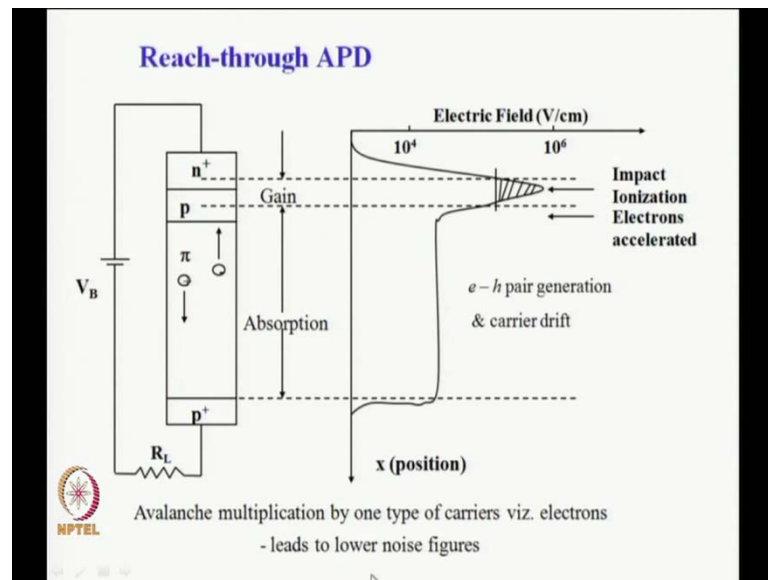 Reach-through APD
Electric Field (V/cm)
10⁴
10⁶
n⁺
Gain
Impact
Ionization
Electrons
accelerated
p
π
V_B
e – h pair generation
& carrier drift
Absorption
p⁺
R_L
x (position)
NPTEL
Avalanche multiplication by one type of carriers viz. electrons
- leads to lower noise figures